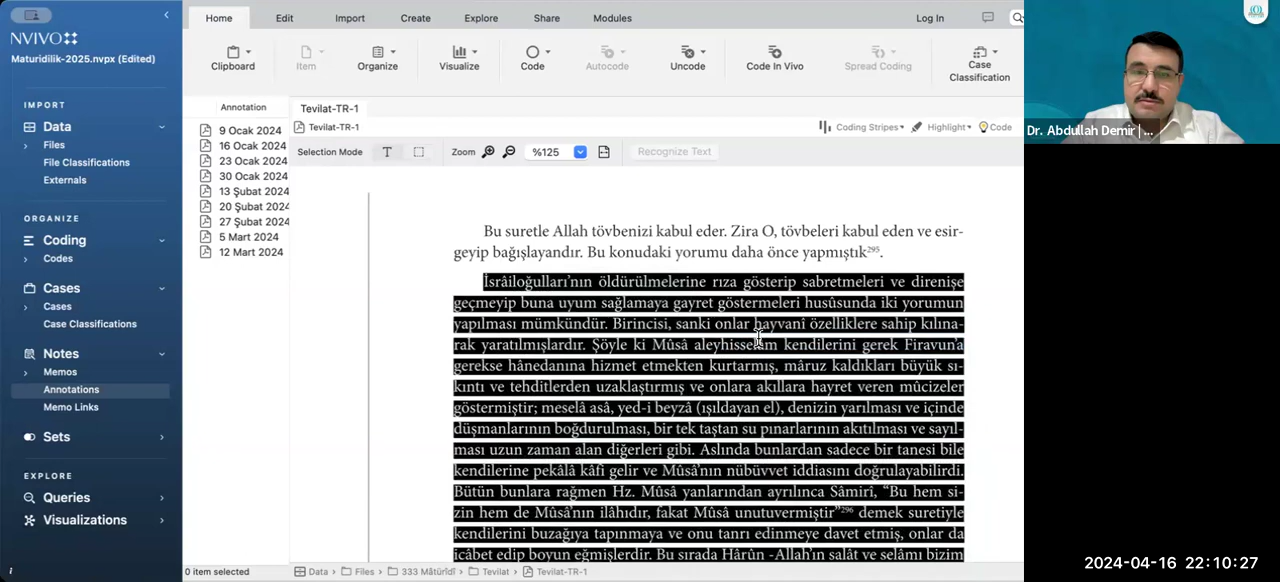 NVIVO
Maturidilik-2025.nvpx (Edited)
IMPORT
Data
Files
File Classifications
Externals
ORGANIZE
Coding
Codes
Cases
Cases
Case Classifications
Notes
Memos
Annotations
Memo Links
Sets
EXPLORE
Queries
Visualizations
Home Edit Import Create Explore Share Modules Log In
Clipboard Item Organize Visualize Code Autocode Uncode Code In Vivo Spread Coding Case Classification
Annotation
9 Ocak 2024
16 Ocak 2024
23 Ocak 2024
30 Ocak 2024
13 Şubat 2024
20 Şubat 2024
27 Şubat 2024
5 Mart 2024
12 Mart 2024
Tevilat-TR-1
Tevilat-TR-1 Coding Stripes Highlight Code
Selection Mode T Zoom %125 Recognize Text
Bu suretle Allah tövbenizi kabul eder. Zira O, tövbeleri kabul eden ve esir-
geyip bağışlayandır. Bu konudaki yorumu daha önce yapmıştık295.
İsrâiloğulları’nın öldürülmelerine rıza gösterip sabretmeleri ve direnişe
geçmeyip buna uyum sağlamaya gayret göstermeleri husûsunda iki yorumun
yapılması mümkündür. Birincisi, sanki onlar hayvanî özelliklere sahip kılına-
rak yaratılmışlardır. Şöyle ki Mûsâ aleyhisselâm kendilerini gerek Firavun’a
gerekse hânedanına hizmet etmekten kurtarmış, mâruz kaldıkları büyük sı-
kıntı ve tehditlerden uzaklaştırmış ve onlara akıllara hayret veren mûcizeler
göstermiştir; meselâ asâ, yed-i beyzâ (ışıldayan el), denizin yarılması ve içinde
düşmanlarının boğdurulması, bir tek taştan su pınarlarının akıtılması ve sayıl-
ması uzun zaman alan diğerleri gibi. Aslında bunlardan sadece bir tanesi bile
kendilerine pekâlâ kâfi gelir ve Mûsâ’nın nübüvvet iddiasını doğrulayabilirdi.
Bütün bunlara rağmen Hz. Mûsâ yanlarından ayrılınca Sâmirî, “Bu hem si-
zin hem de Mûsâ’nın ilâhıdır, fakat Mûsâ unutuvermiştir”296 demek suretiyle
kendilerini buzağıya tapınmaya ve onu tanrı edinmeye davet etmiş, onlar da
icâbet edip boyun eğmişlerdir. Bu sırada Hârûn -Allah’ın salât ve selâmı bizim
0 item selected
Data Files 333 Mâtürîdî Tevilat Tevilat-TR-1
Dr. Abdullah Demir | ...
2024-04-16 22:10:27